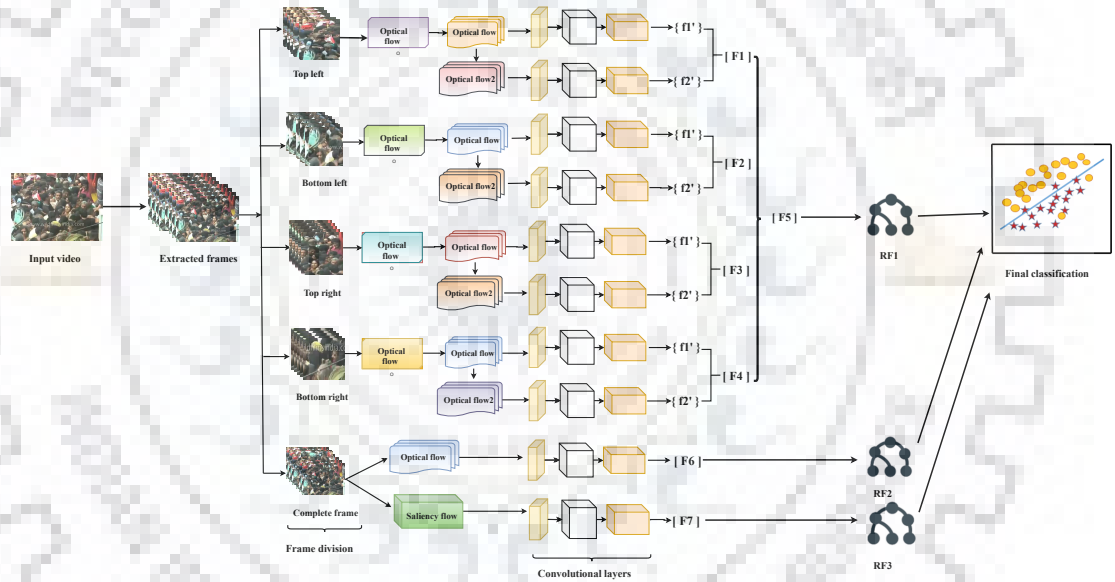 Input video
Extracted frames
Top left
Optical
flow
Optical flow
Optical flow2
{ f1' }
{ f2' }
[ F1 ]
Bottom left
Optical
flow
Optical flow
Optical flow2
{ f1' }
{ f2' }
[ F2 ]
Top right
Optical
flow
Optical flow
Optical flow2
{ f1' }
{ f2' }
[ F3 ]
Bottom right
Optical
flow
Optical flow
Optical flow2
{ f1' }
{ f2' }
[ F4 ]
[ F5 ]
RF1
Final classification
Complete frame
Optical flow
[ F6 ]
RF2
Saliency flow
[ F7 ]
RF3
Frame division
Convolutional layers